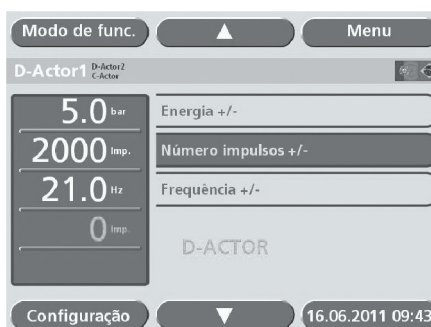 Modo de func.
Menu
D-Actor1 D-Actor2
C-Actor
5.0 bar
Energia +/-
2000 Imp.
Número impulsos +/-
21.0 Hz
Frequência +/-
0 Imp.
D-ACTOR
Configuração
16.06.2011 09:43